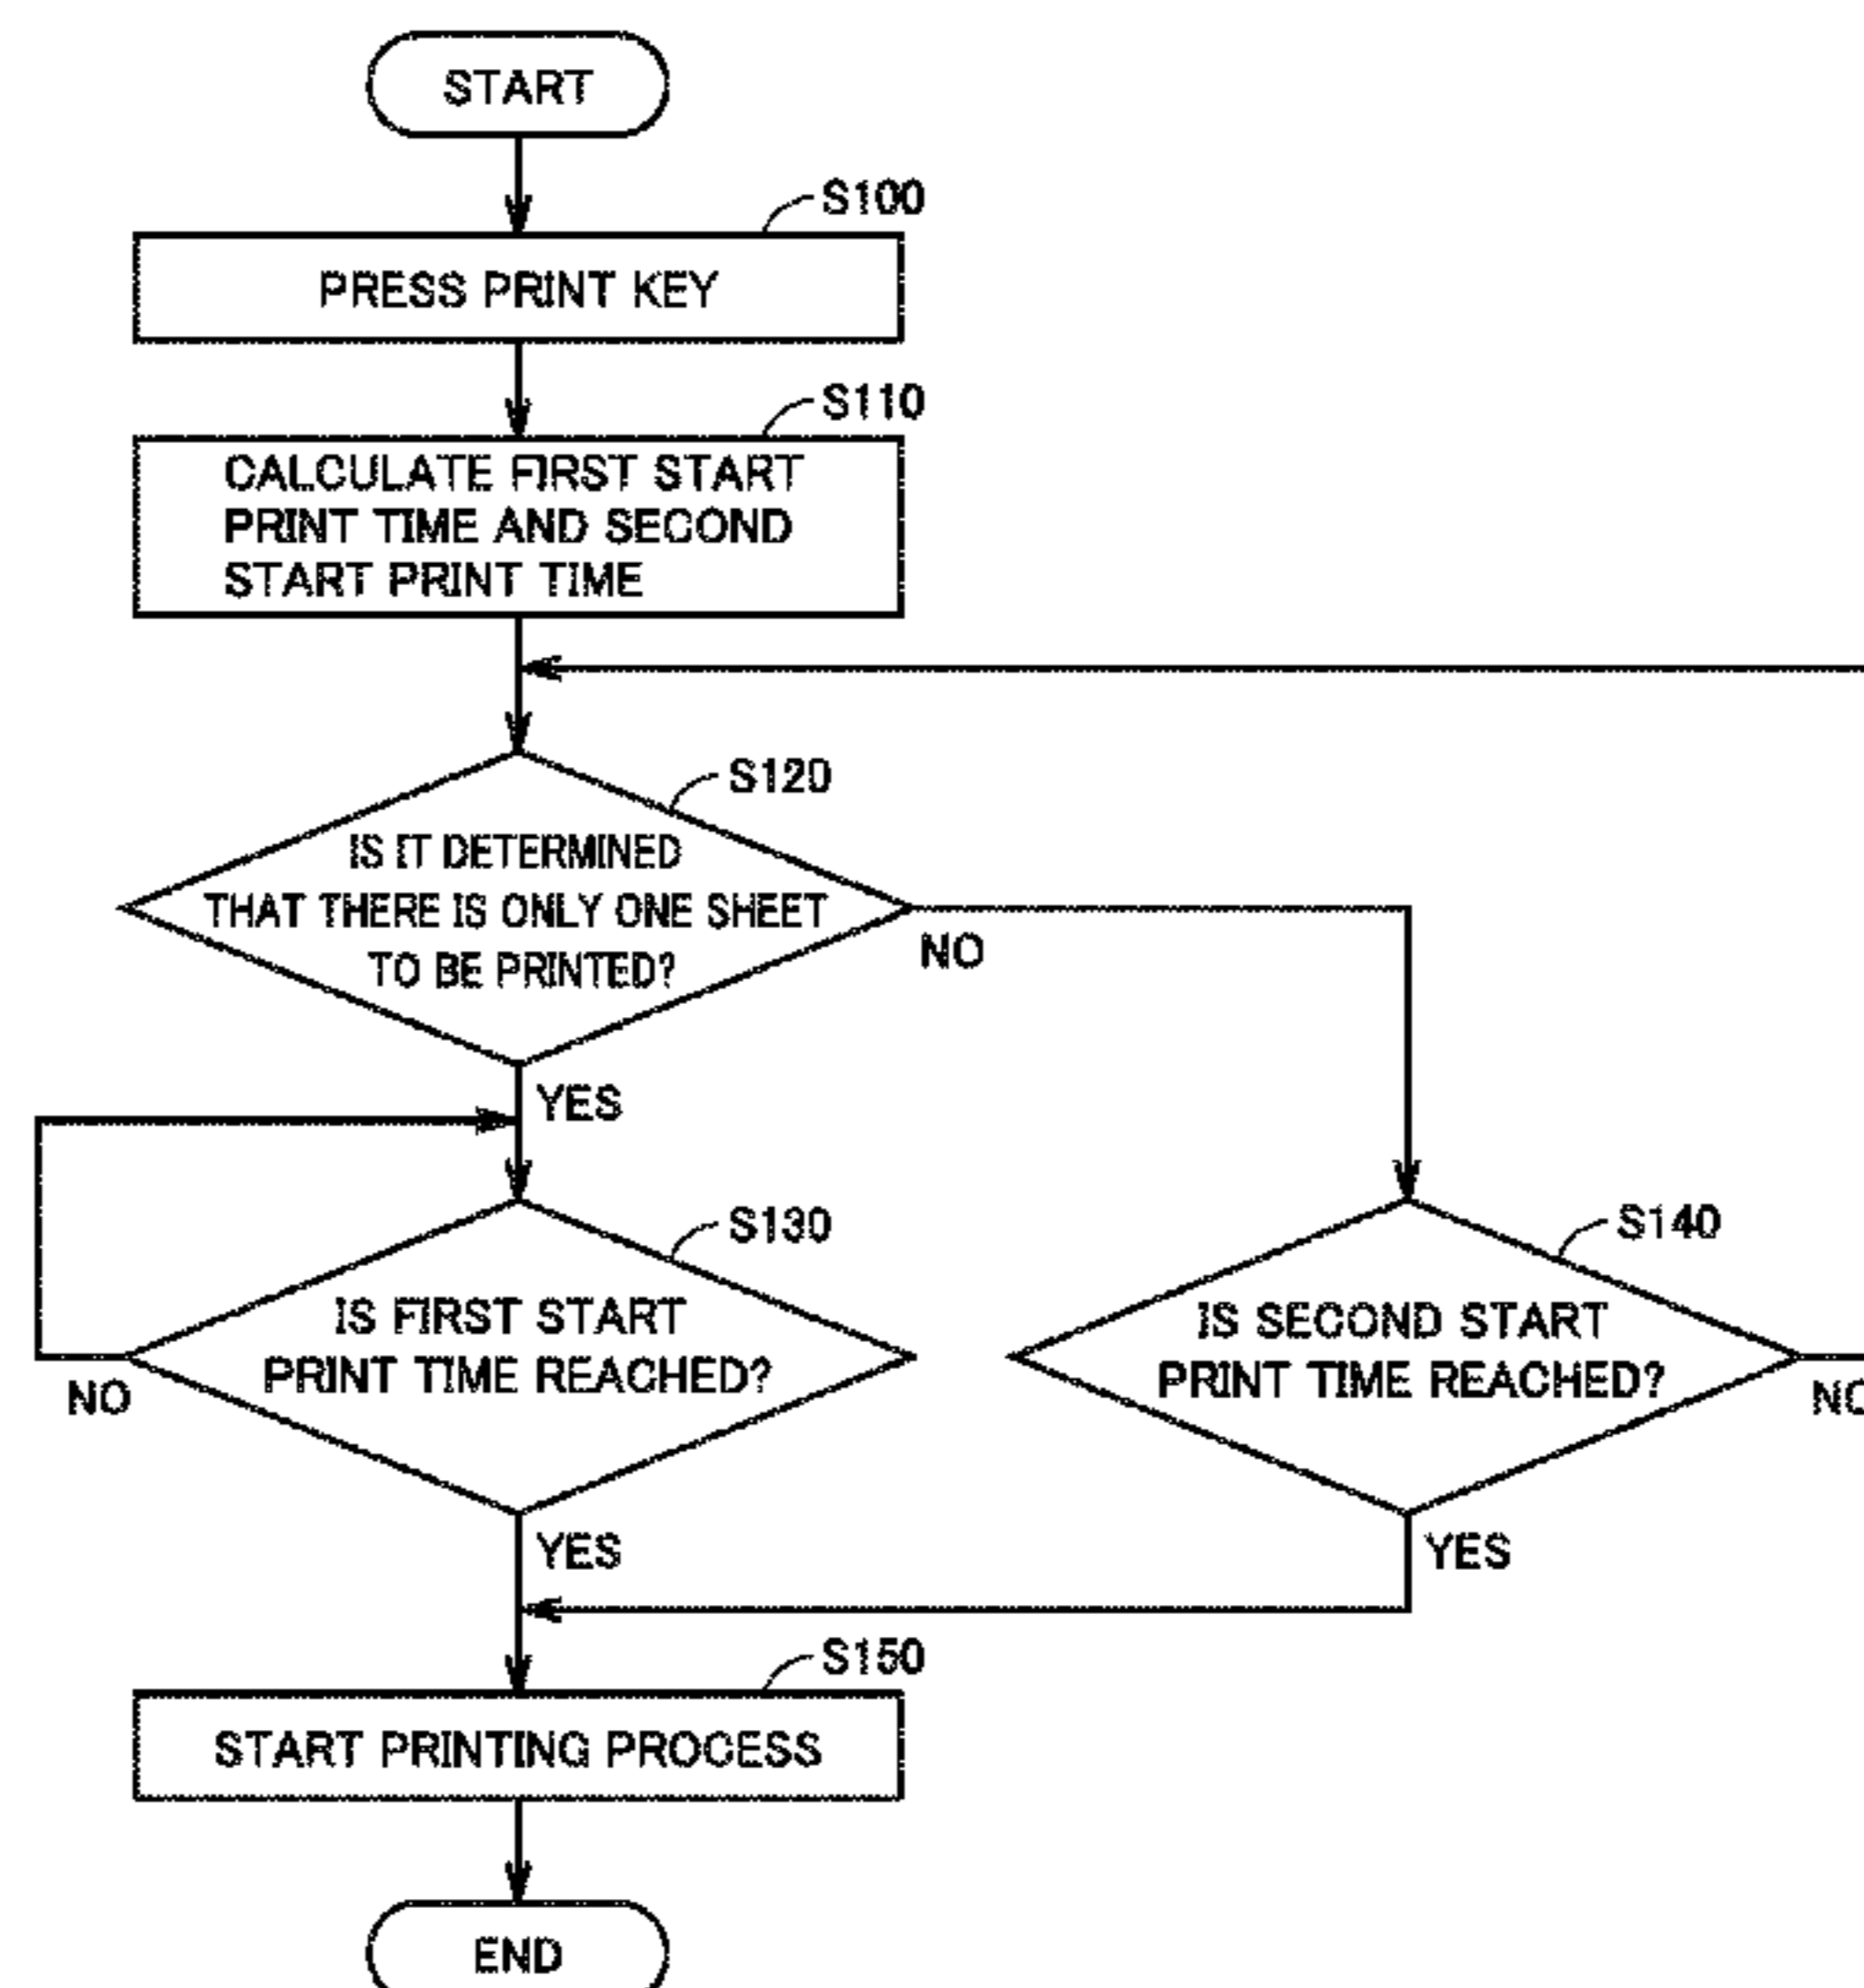 START
S100
PRESS PRINT KEY
S110
CALCULATE FIRST START
PRINT TIME AND SECOND
START PRINT TIME
S120
IS IT DETERMINED
THAT THERE IS ONLY ONE SHEET
TO BE PRINTED?
NO
YES
S130
IS FIRST START
PRINT TIME REACHED?
NO
YES
S140
IS SECOND START
PRINT TIME REACHED?
NO
YES
S150
START PRINTING PROCESS
END